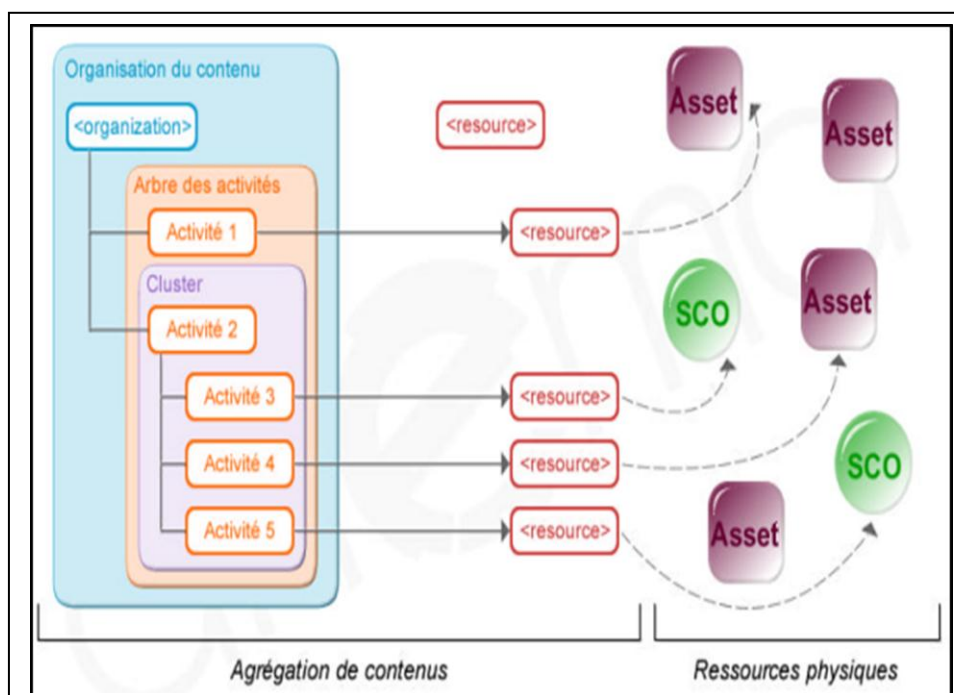 Organisation du contenu
<organization>
Arbre des activités
Activité 1
Cluster
Activité 2
Activité 3
Activité 4
Activité 5
<resource>
<resource>
<resource>
<resource>
<resource>
Asset
Asset
SCO
Asset
SCO
Asset
Agrégation de contenus
Ressources physiques